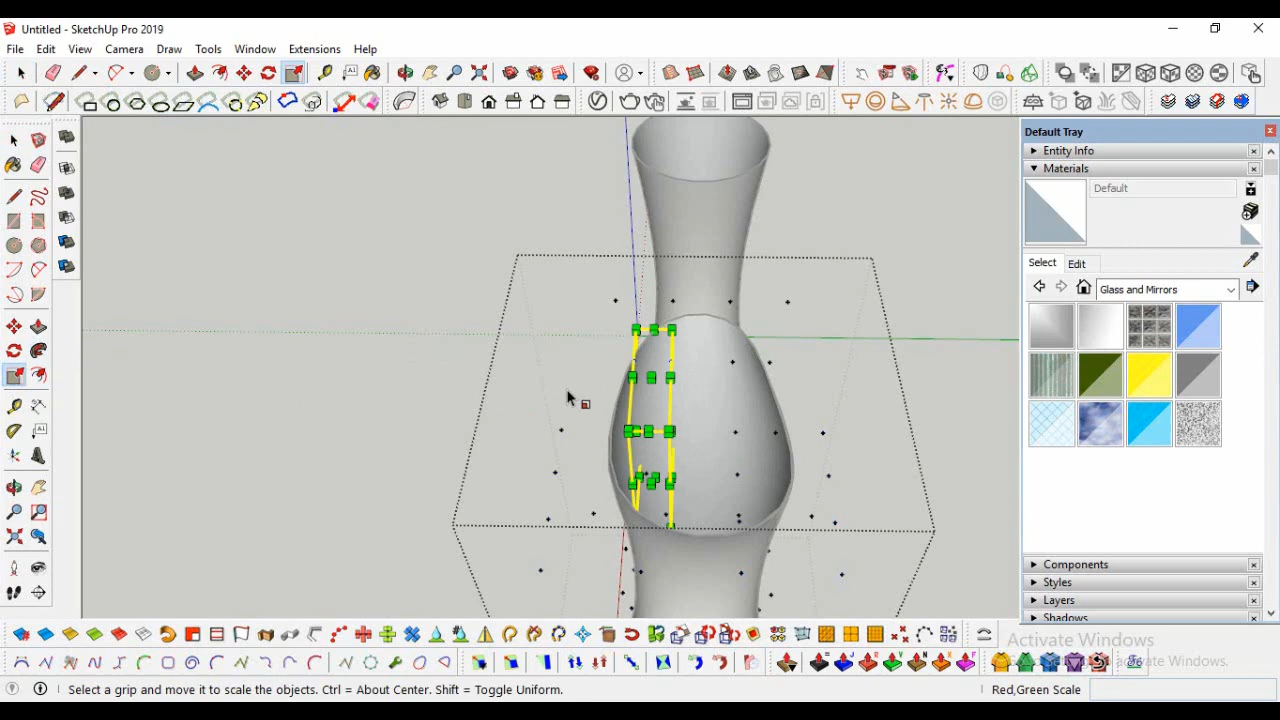 Untitled - SketchUp Pro 2019
File Edit View Camera Draw Tools Window Extensions Help
Default Tray
Entity Info
Materials
Default
Select Edit
Glass and Mirrors
Components
Styles
Layers
Shadows
Activate Windows
activate Windows.
Select a grip and move it to scale the objects. Ctrl = About Center. Shift = Toggle Uniform.
Red,Green Scale